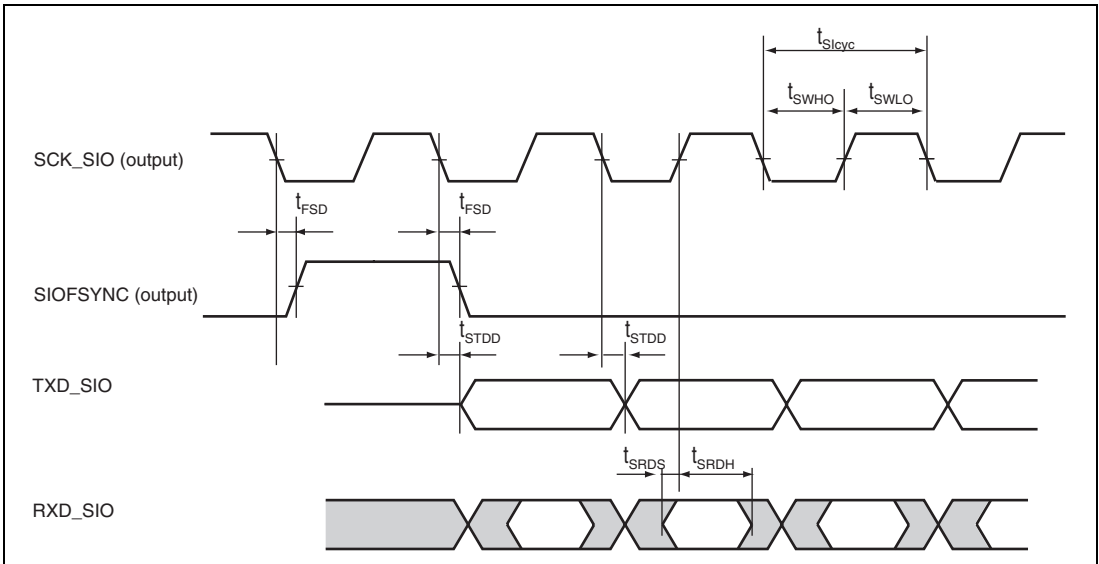 tSIcyc
tSWHO tSWLO
SCK_SIO (output)
tFSD tFSD
SIOFSYNC (output)
tSTDD tSTDD
TXD_SIO
tSRDS tSRDH
RXD_SIO